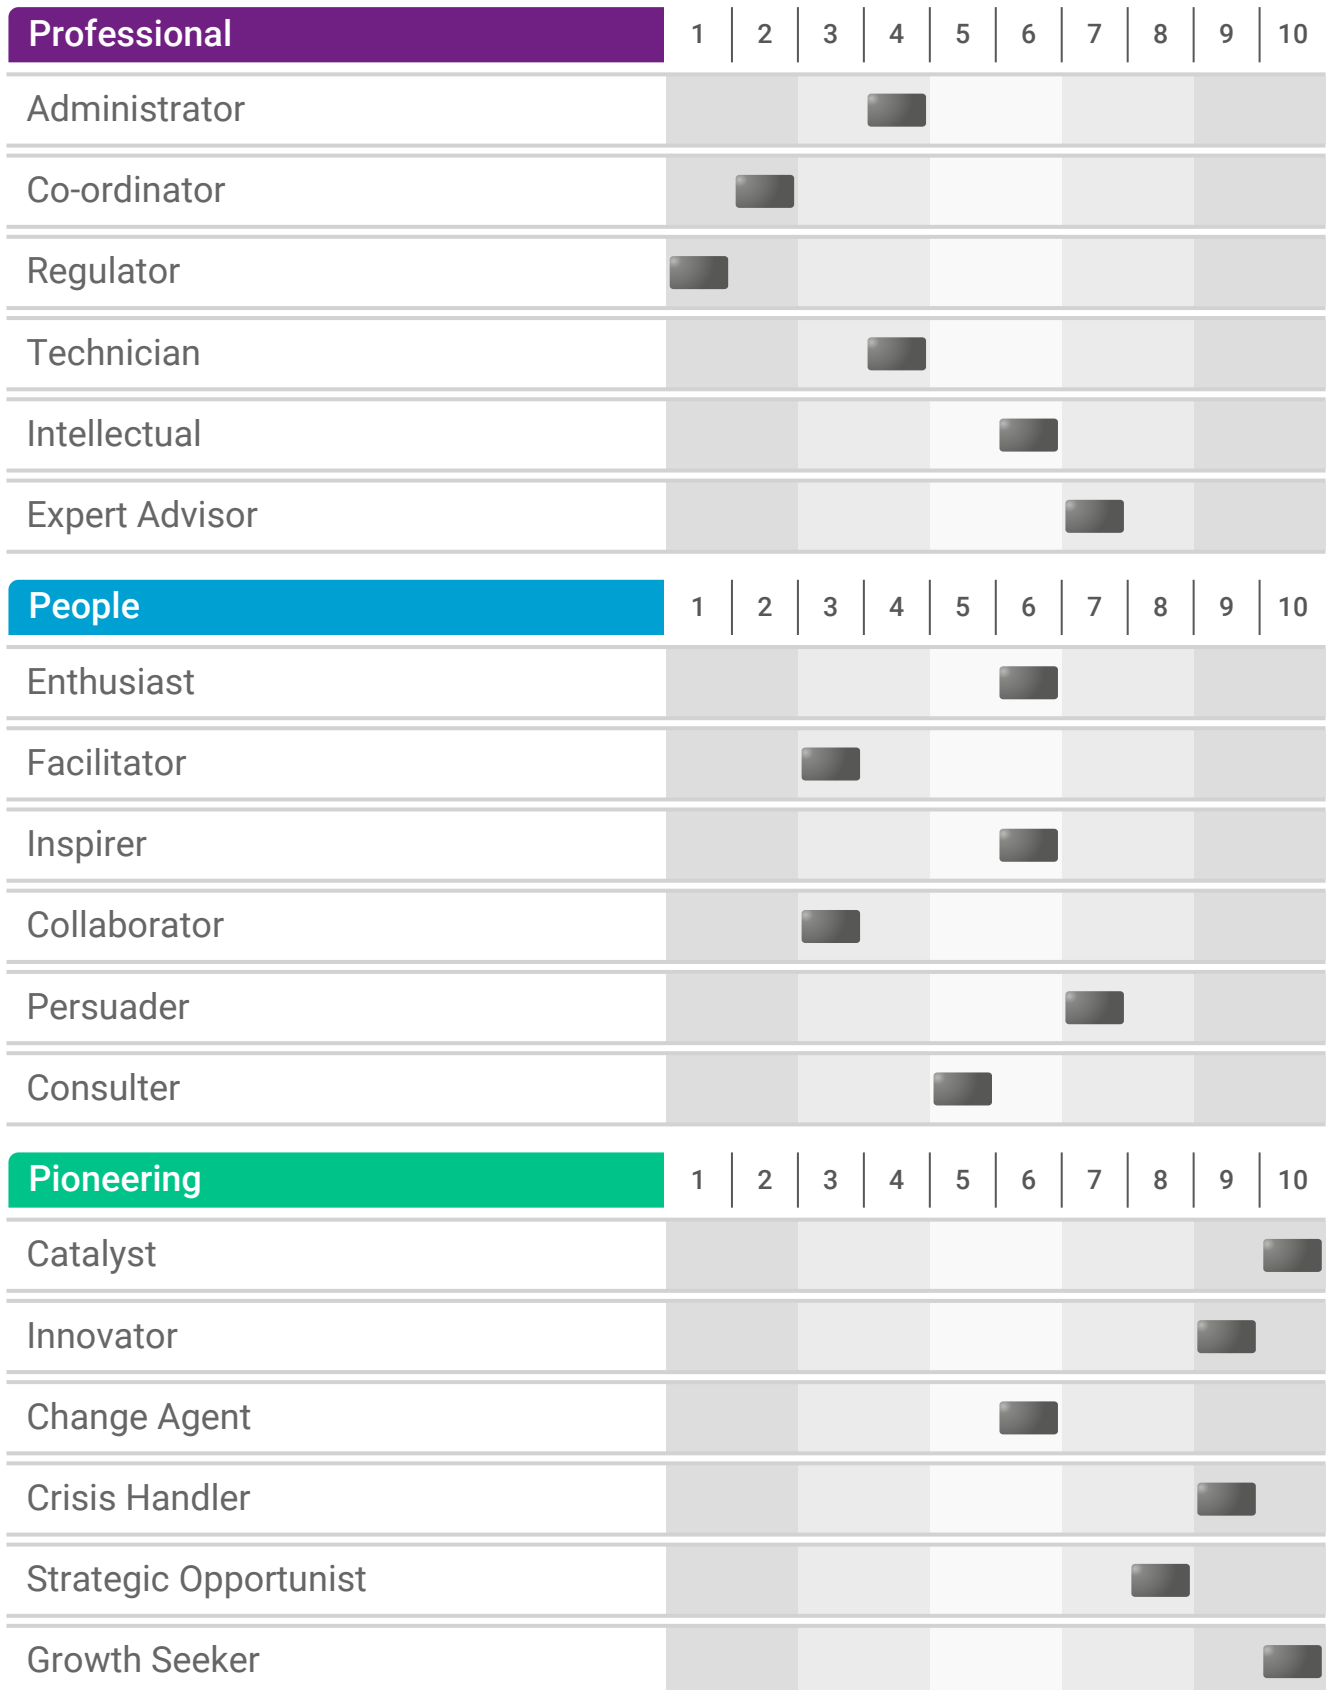 Professional 1 2 3 4 5 6 7 8 9 10
Administrator
Co-ordinator
Regulator
Technician
Intellectual
Expert Advisor
People 1 2 3 4 5 6 7 8 9 10
Enthusiast
Facilitator
Inspirer
Collaborator
Persuader
Consulter
Pioneering 1 2 3 4 5 6 7 8 9 10
Catalyst
Innovator
Change Agent
Crisis Handler
Strategic Opportunist
Growth Seeker